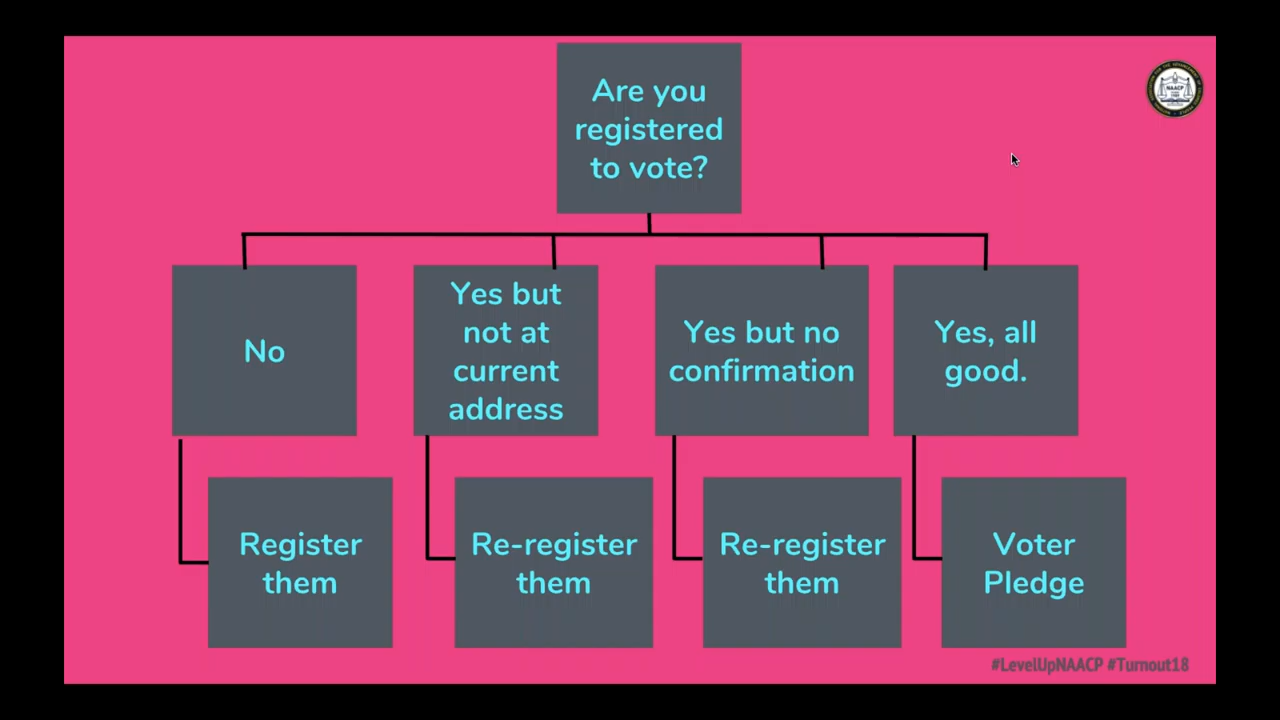 Are you
registered
to vote?
NAACP
No
Yes but
not at
current
address
Yes but no
confirmation
Yes, all
good.
Register
them
Re-register
them
Re-register
them
Voter
Pledge
#LevelUpNAACP #Turnout18